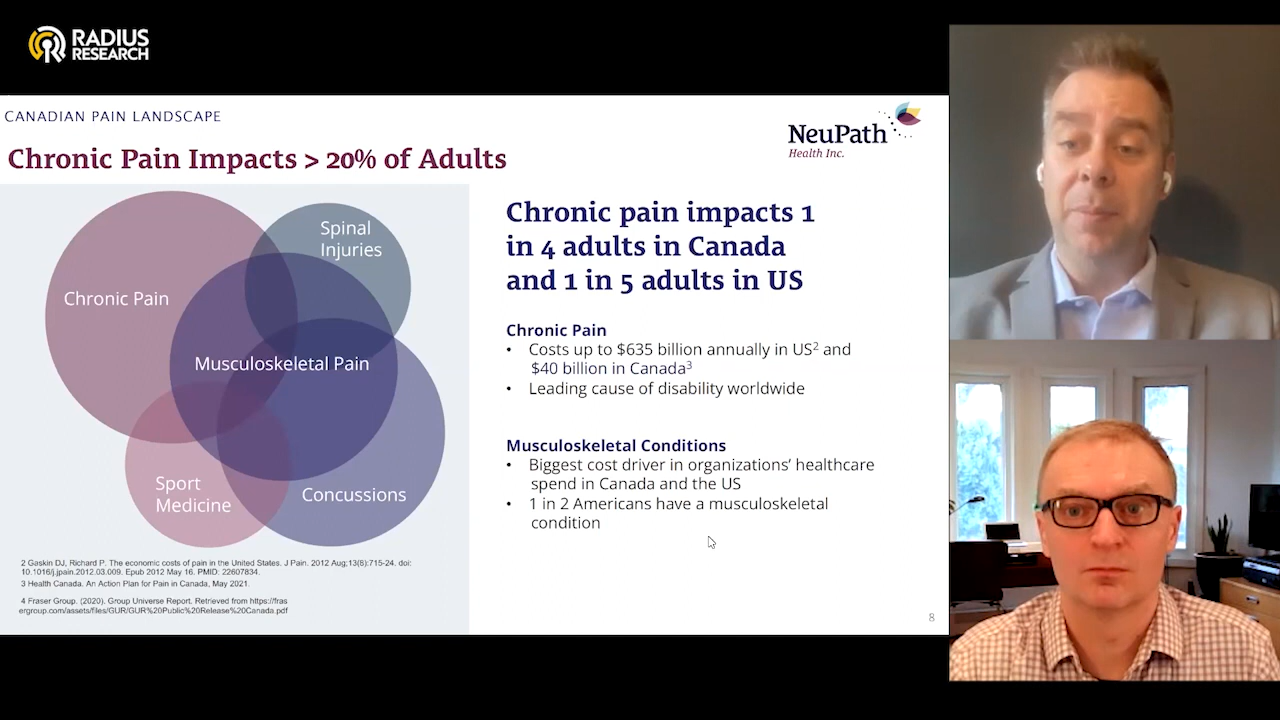 RADIUS
RESEARCH
CANADIAN PAIN LANDSCAPE
NeuPath
Health Inc.
Chronic Pain Impacts > 20% of Adults
Spinal
Injuries
Chronic Pain
Musculoskeletal Pain
Sport
Medicine
Concussions
Chronic pain impacts 1
in 4 adults in Canada
and 1 in 5 adults in US
Chronic Pain
• Costs up to $635 billion annually in US² and
$40 billion in Canada³
• Leading cause of disability worldwide
Musculoskeletal Conditions
• Biggest cost driver in organizations’ healthcare
spend in Canada and the US
• 1 in 2 Americans have a musculoskeletal
condition
2 Gaskin DJ, Richard P. The economic costs of pain in the United States. J Pain. 2012 Aug;13(8):715-24. doi:
10.1016/j.jpain.2012.03.009. Epub 2012 May 16. PMID: 22607834.
3 Health Canada. An Action Plan for Pain in Canada, May 2021.
4 Fraser Group. (2020). Group Universe Report. Retrieved from https://fras
ergroup.com/assets/files/GUR/GUR%20Public%20Release%20Canada.pdf
8